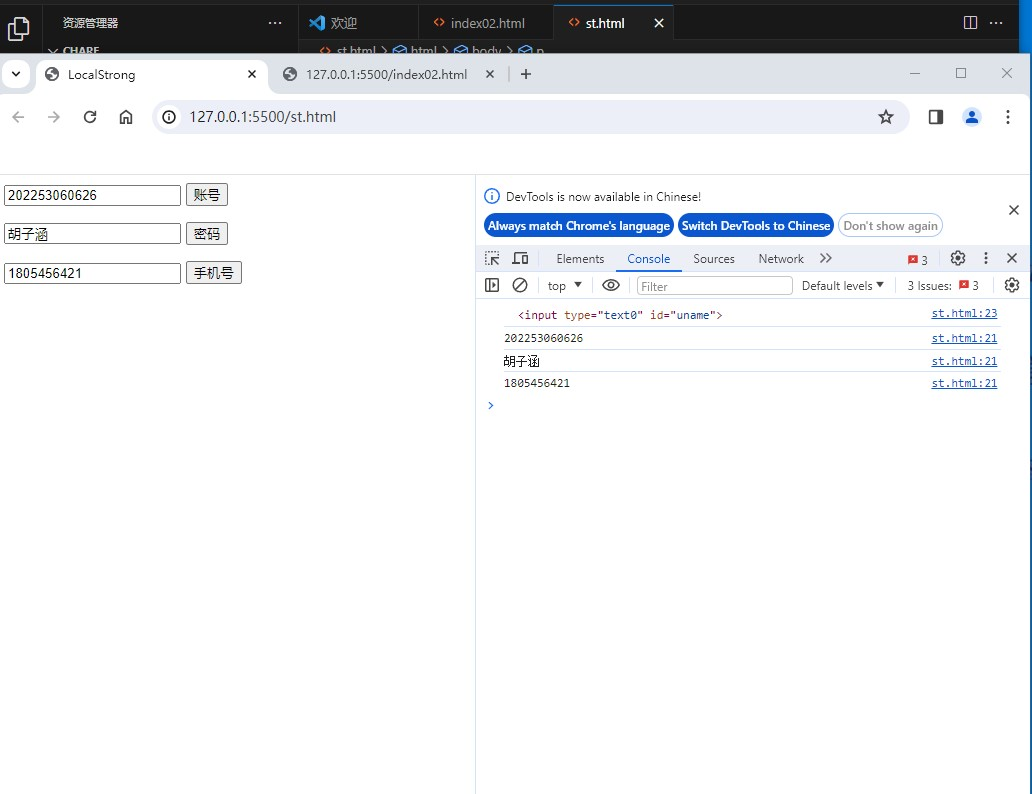 资源管理器 ··· 欢迎 index02.html st.html
CHARE st.html > html > body > p
LocalStrong 127.0.0.1:5500/index02.html
127.0.0.1:5500/st.html
202253060626 账号
胡子涵 密码
1805456421 手机号
DevTools is now available in Chinese!
Always match Chrome's language Switch DevTools to Chinese Don't show again
Elements Console Sources Network 3
top Filter Default levels 3 Issues: 3
<input type="text0" id="uname"> st.html:23
202253060626 st.html:21
胡子涵 st.html:21
1805456421 st.html:21